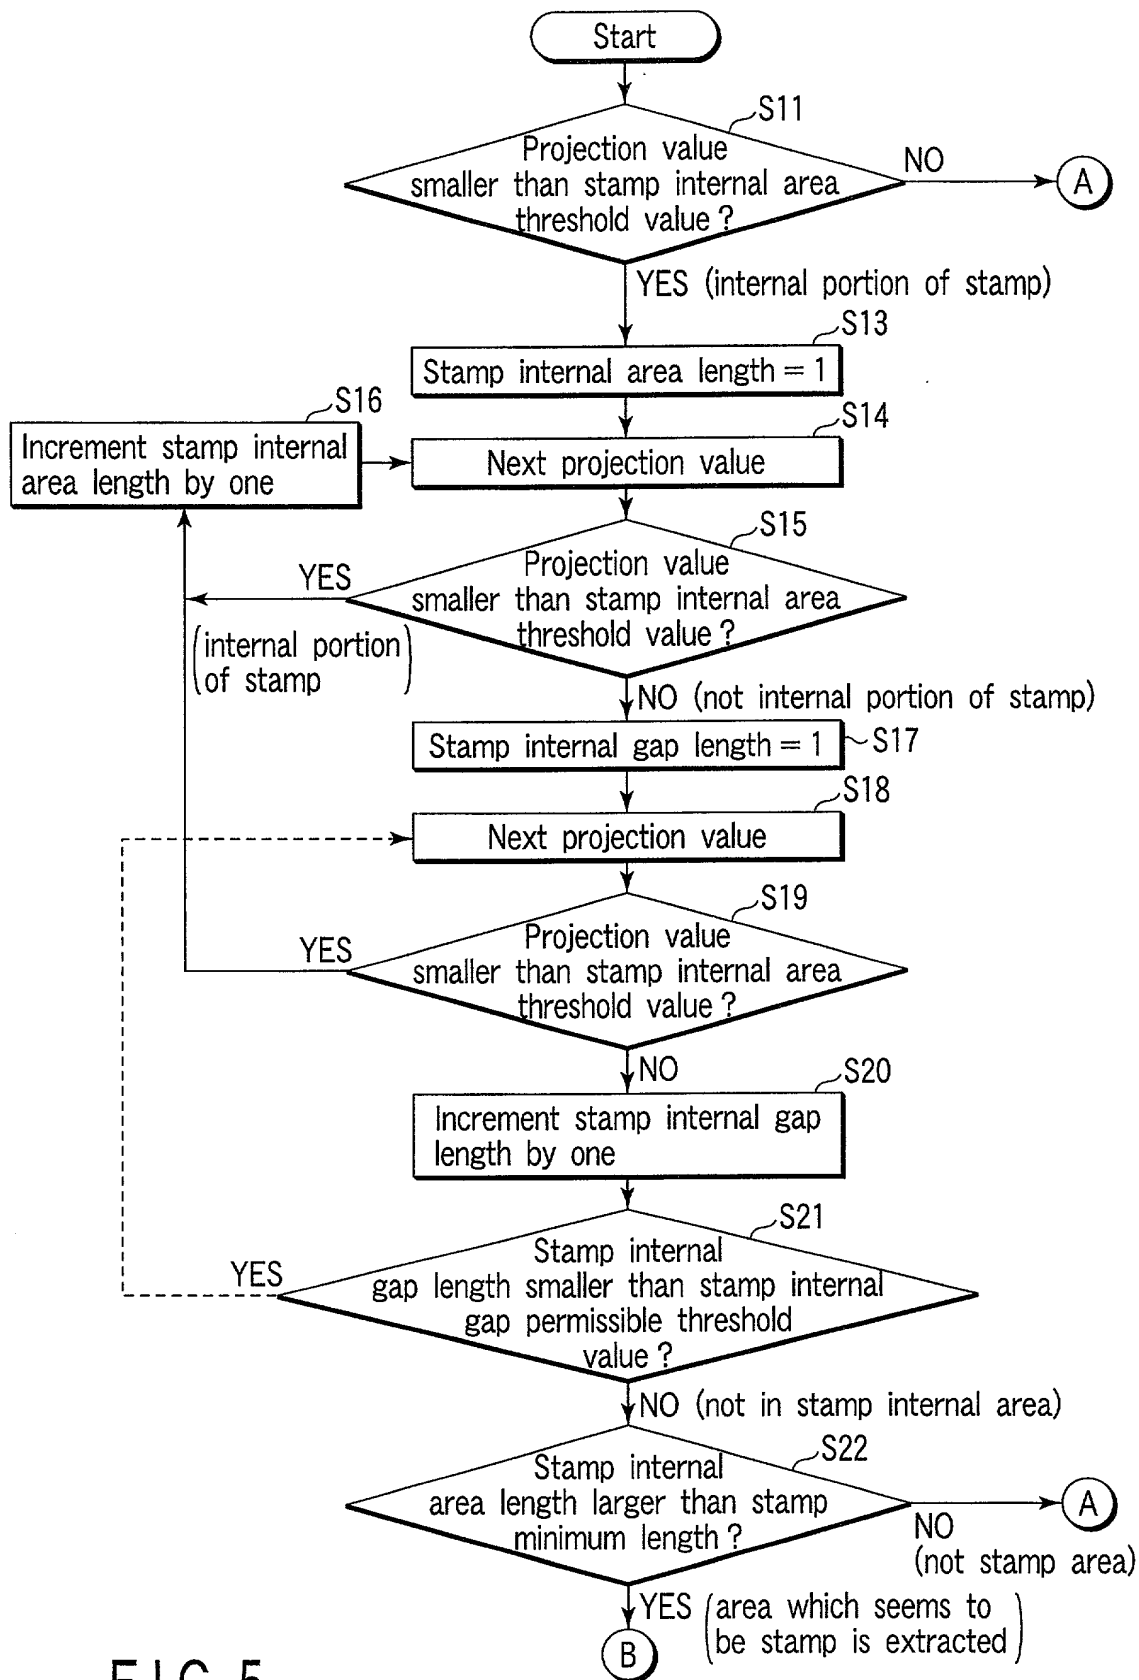 Start
S11
Projection value
smaller than stamp internal area
threshold value ?
NO
A
YES (internal portion of stamp)
S13
Stamp internal area length = 1
S16
Increment stamp internal
area length by one
S14
Next projection value
S15
Projection value
smaller than stamp internal area
threshold value ?
YES
(internal portion
of stamp)
NO (not internal portion of stamp)
Stamp internal gap length = 1
S17
S18
Next projection value
S19
Projection value
smaller than stamp internal area
threshold value ?
YES
NO
S20
Increment stamp internal gap
length by one
S21
Stamp internal
gap length smaller than stamp internal
gap permissible threshold
value ?
YES
NO (not in stamp internal area)
S22
Stamp internal
area length larger than stamp
minimum length ?
A
NO
(not stamp area)
YES (area which seems to
be stamp is extracted)
B
FIG. 5